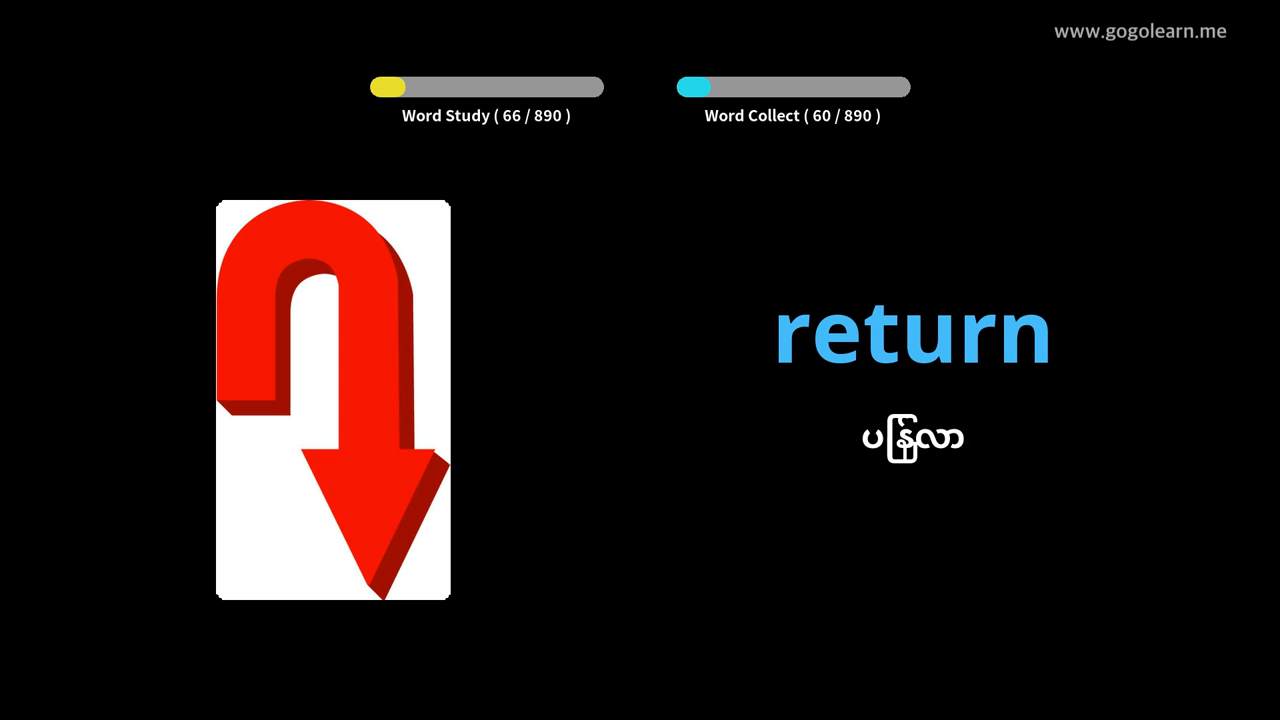 www.gogolearn.me
Word Study ( 66 / 890 )
Word Collect ( 60 / 890 )
return
ပြန်လာ